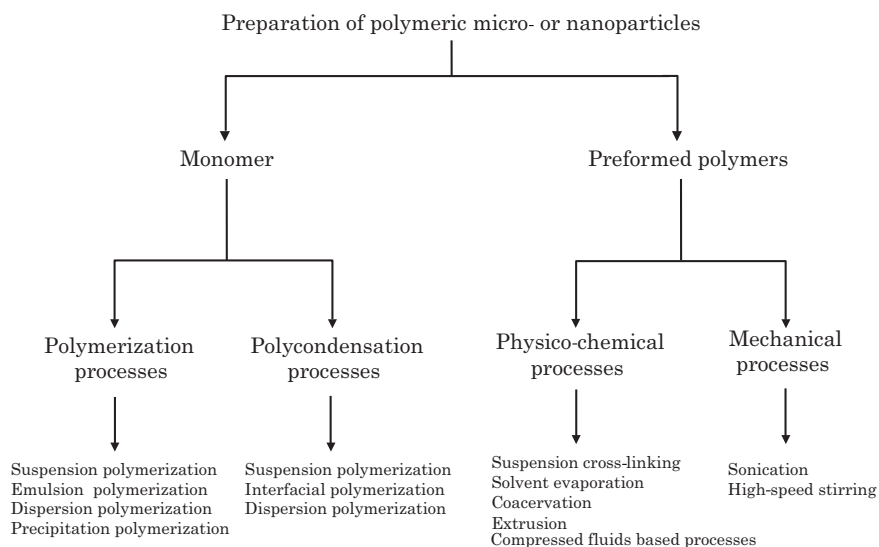 Preparation of polymeric micro- or nanoparticles
Monomer
Preformed polymers
Polymerization
processes
Polycondensation
processes
Physico-chemical
processes
Mechanical
processes
Suspension polymerization
Emulsion polymerization
Dispersion polymerization
Precipitation polymerization
Suspension polymerization
Interfacial polymerization
Dispersion polymerization
Suspension cross-linking
Solvent evaporation
Coacervation
Extrusion
Compressed fluids based processes
Sonication
High-speed stirring